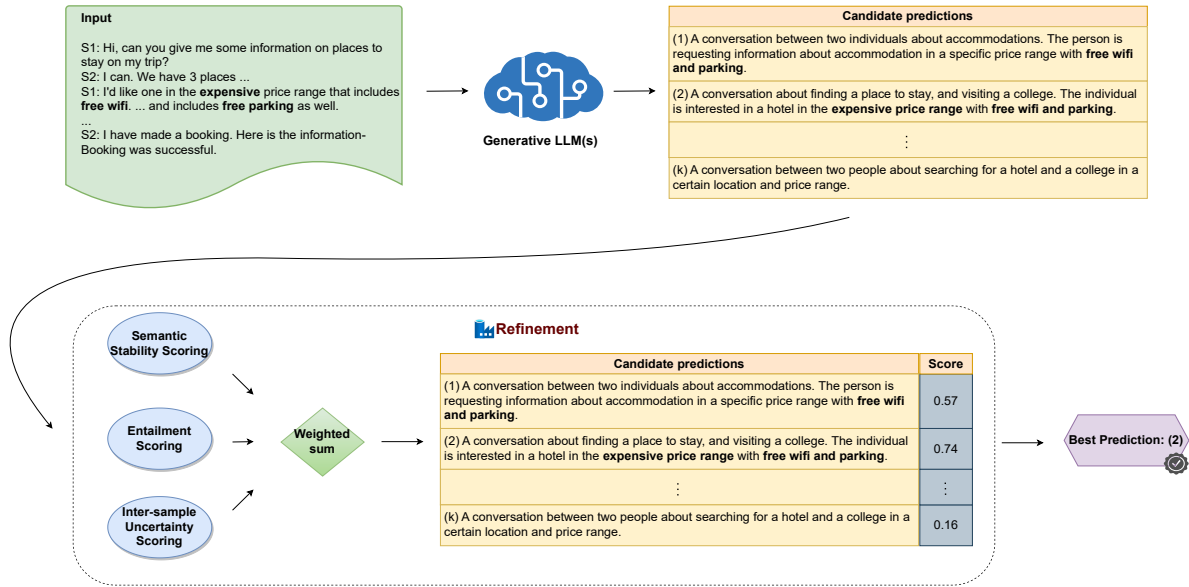 Input
S1: Hi, can you give me some information on places to
stay on my trip?
S2: I can. We have 3 places ...
S1: I'd like one in the expensive price range that includes
free wifi. ... and includes free parking as well.
...
S2: I have made a booking. Here is the information-
Booking was successful.
Generative LLM(s)
Candidate predictions
(1) A conversation between two individuals about accommodations. The person is
requesting information about accommodation in a specific price range with free wifi
and parking.
(2) A conversation about finding a place to stay, and visiting a college. The individual
is interested in a hotel in the expensive price range with free wifi and parking.
⋮
(k) A conversation between two people about searching for a hotel and a college in a
certain location and price range.
Refinement
Semantic
Stability Scoring
Entailment
Scoring
Inter-sample
Uncertainty
Scoring
Weighted
sum
Candidate predictions Score
(1) A conversation between two individuals about accommodations. The person is
requesting information about accommodation in a specific price range with free wifi
and parking.
0.57
(2) A conversation about finding a place to stay, and visiting a college. The individual
is interested in a hotel in the expensive price range with free wifi and parking.
0.74
⋮ ⋮
(k) A conversation between two people about searching for a hotel and a college in a
certain location and price range.
0.16
Best Prediction: (2)